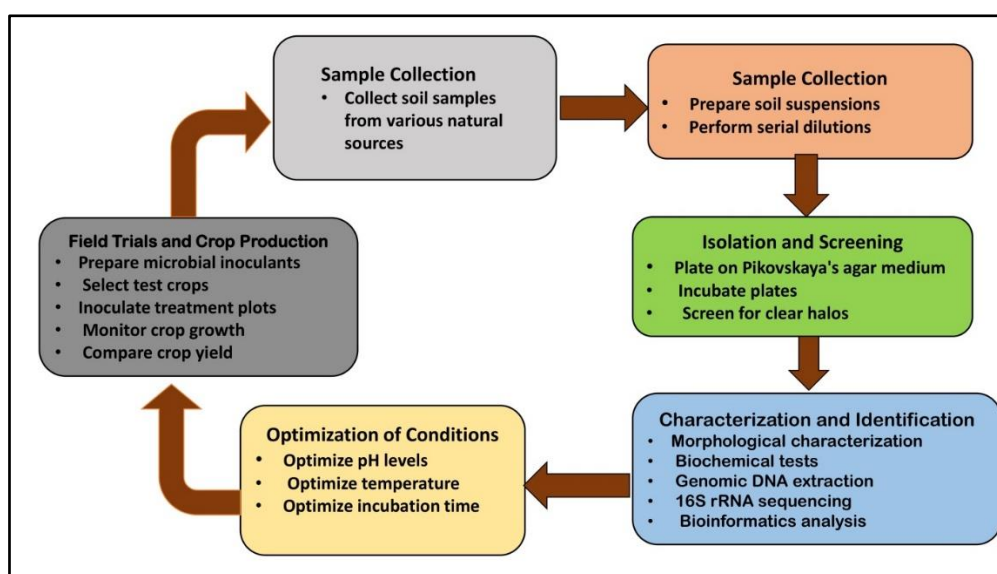 Sample Collection
• Collect soil samples
from various natural
sources
Sample Collection
• Prepare soil suspensions
• Perform serial dilutions
Isolation and Screening
• Plate on Pikovskaya's agar medium
• Incubate plates
• Screen for clear halos
Characterization and Identification
• Morphological characterization
• Biochemical tests
• Genomic DNA extraction
• 16S rRNA sequencing
• Bioinformatics analysis
Optimization of Conditions
• Optimize pH levels
• Optimize temperature
• Optimize incubation time
Field Trials and Crop Production
• Prepare microbial inoculants
• Select test crops
• Inoculate treatment plots
• Monitor crop growth
• Compare crop yield